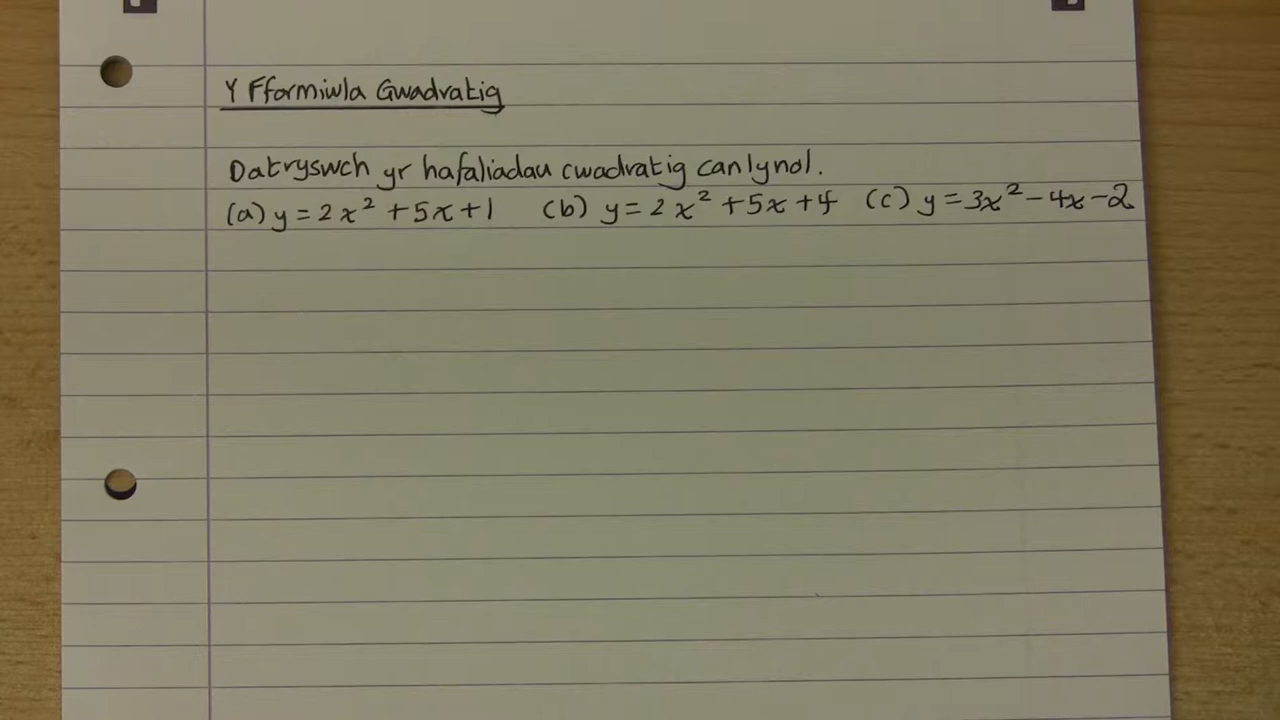 Y Fformiwla Gwadratig
Datryswch yr hafaliadau cwadratig canlynol.
(a) y = 2x² + 5x + 1 (b) y = 2x² + 5x + 4 (c) y = 3x² - 4x - 2